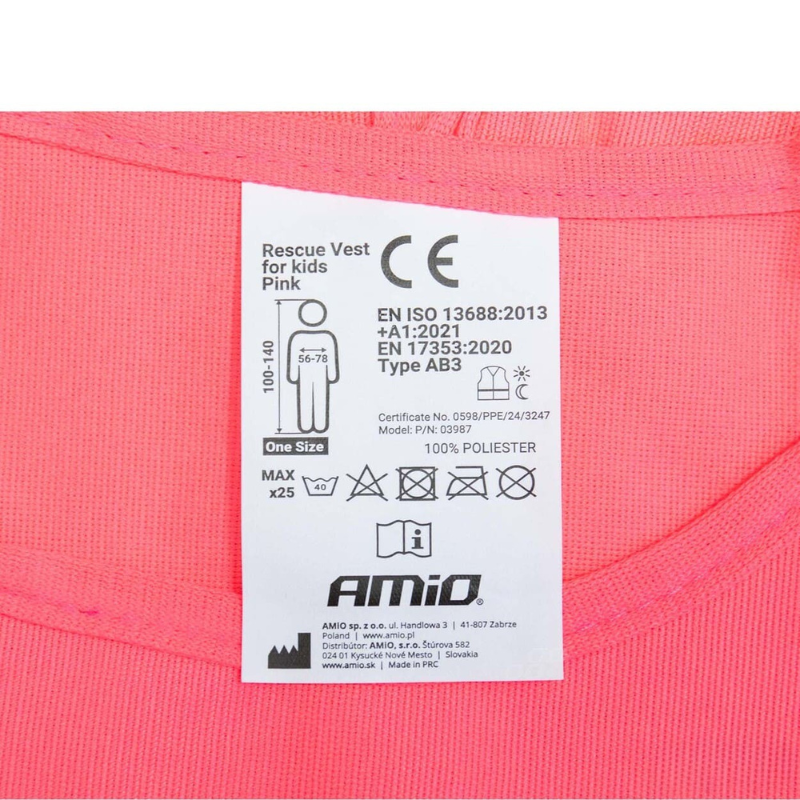 Rescue Vest
for kids
Pink
CE
EN ISO 13688:2013
+A1:2021
EN 17353:2020
Type AB3
100-140
56-78
One Size
Certificate No. 0598/PPE/24/3247
Model: P/N: 03987
100% POLIESTER
MAX
x25
40
i
AMiO®
AMiO sp. z o.o. ul. Handlowa 3 | 41-807 Zabrze
Poland | www.amio.pl
Distribútor: AMiO, s.r.o. Štúrova 582
024 01 Kysucké Nové Mesto | Slovakia
www.amio.sk | Made in PRC